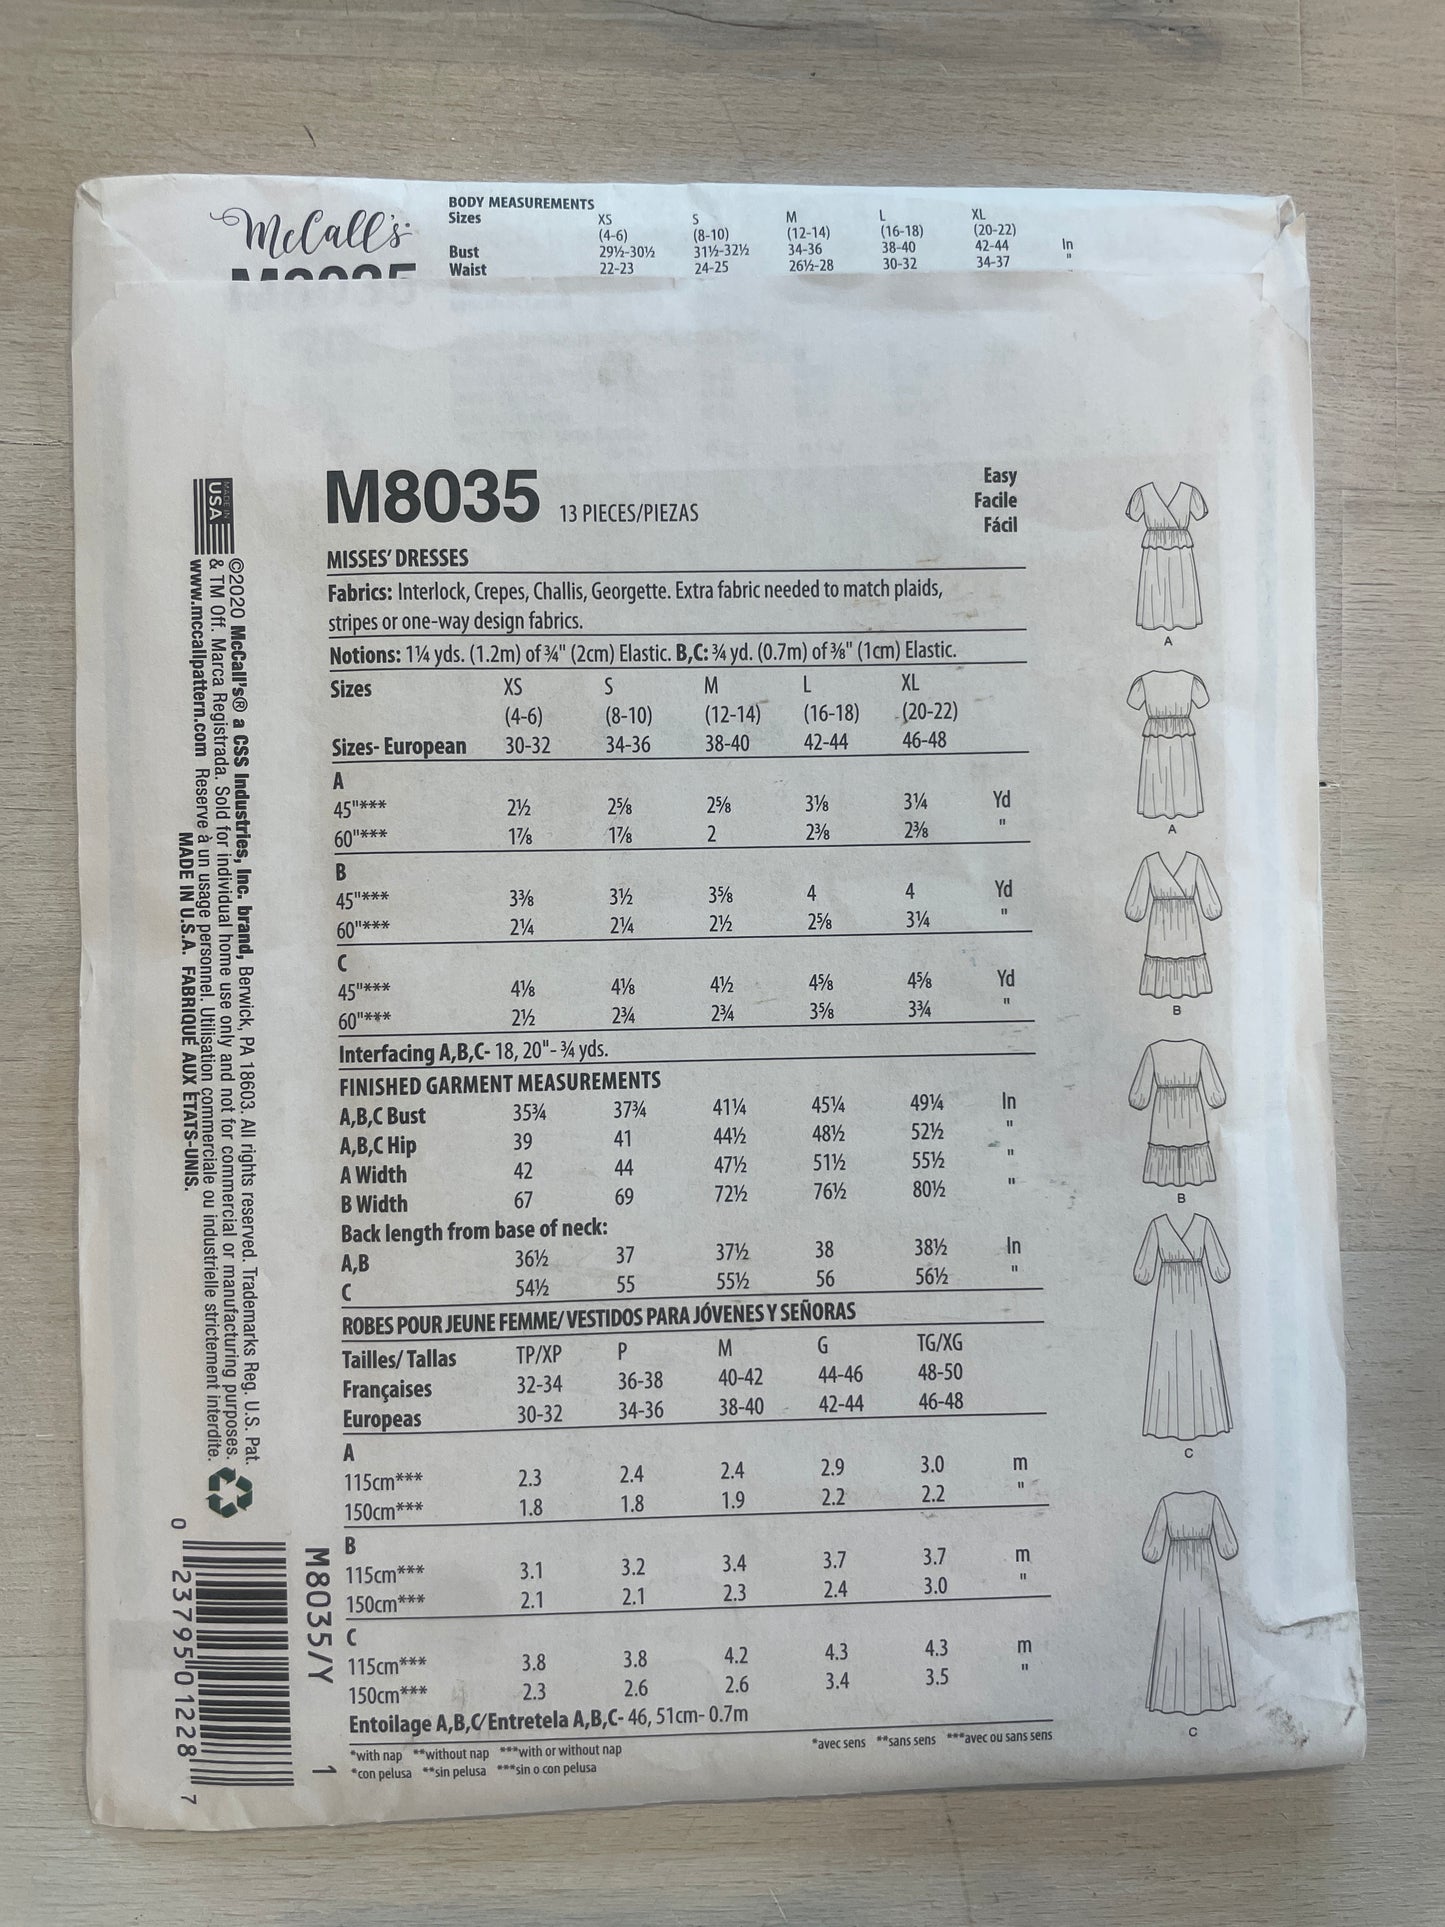 McCall's
BODY MEASUREMENTS
Sizes XS S M L XL
(4-6) (8-10) (12-14) (16-18) (20-22)
Bust 29½-30½ 31½-32½ 34-36 38-40 42-44 In
Waist 22-23 24-25 26½-28 30-32 34-37 "
M8035
M8035 13 PIECES/PIEZAS
Easy
Facile
Fácil
MISSES' DRESSES
Fabrics: Interlock, Crepes, Challis, Georgette. Extra fabric needed to match plaids,
stripes or one-way design fabrics.
Notions: 1¼ yds. (1.2m) of ¾" (2cm) Elastic. B,C: ¾ yd. (0.7m) of ⅜" (1cm) Elastic.
Sizes XS S M L XL
(4-6) (8-10) (12-14) (16-18) (20-22)
Sizes- European 30-32 34-36 38-40 42-44 46-48
A
45"*** 2½ 2⅝ 2⅝ 3⅛ 3¼ Yd
60"*** 1⅞ 1⅞ 2 2⅜ 2⅜ "
B
45"*** 3⅜ 3½ 3⅝ 4 4 Yd
60"*** 2¼ 2¼ 2½ 2⅝ 3¼ "
C
45"*** 4⅛ 4⅛ 4½ 4⅝ 4⅝ Yd
60"*** 2½ 2¾ 2¾ 3⅝ 3¾ "
Interfacing A,B,C- 18, 20"- ¾ yds.
FINISHED GARMENT MEASUREMENTS
A,B,C Bust 35¾ 37¾ 41¼ 45¼ 49¼ In
A,B,C Hip 39 41 44½ 48½ 52½ "
A Width 42 44 47½ 51½ 55½ "
B Width 67 69 72½ 76½ 80½ "
Back length from base of neck:
A,B 36½ 37 37½ 38 38½ In
C 54½ 55 55½ 56 56½ "
ROBES POUR JEUNE FEMME/ VESTIDOS PARA JÓVENES Y SEÑORAS
Tailles/ Tallas TP/XP P M G TG/XG
Françaises 32-34 36-38 40-42 44-46 48-50
Europeas 30-32 34-36 38-40 42-44 46-48
A
115cm*** 2.3 2.4 2.4 2.9 3.0 m
150cm*** 1.8 1.8 1.9 2.2 2.2 "
B
115cm*** 3.1 3.2 3.4 3.7 3.7 m
150cm*** 2.1 2.1 2.3 2.4 3.0 "
C
115cm*** 3.8 3.8 4.2 4.3 4.3 m
150cm*** 2.3 2.6 2.6 3.4 3.5 "
Entoilage A,B,C/Entretela A,B,C- 46, 51cm- 0.7m
*with nap **without nap ***with or without nap
*con pelusa **sin pelusa ***sin o con pelusa
*avec sens **sans sens ***avec ou sans sens
A
A
B
B
C
C
MADE IN
USA
©2020 McCall's® a CSS Industries, Inc. brand, Berwick, PA 18603. All rights reserved. Trademarks Reg. U.S. Pat.
& TM Off. Marca Registrada. Sold for individual home use only and not for commercial or manufacturing purposes.
www.mccallpattern.com Reserve à un usage personnel. Utilisation commerciale ou industrielle strictement interdite.
MADE IN U.S.A. FABRIQUÉ AUX ETATS-UNIS.
M8035/Y 1
0 23795 01228 7